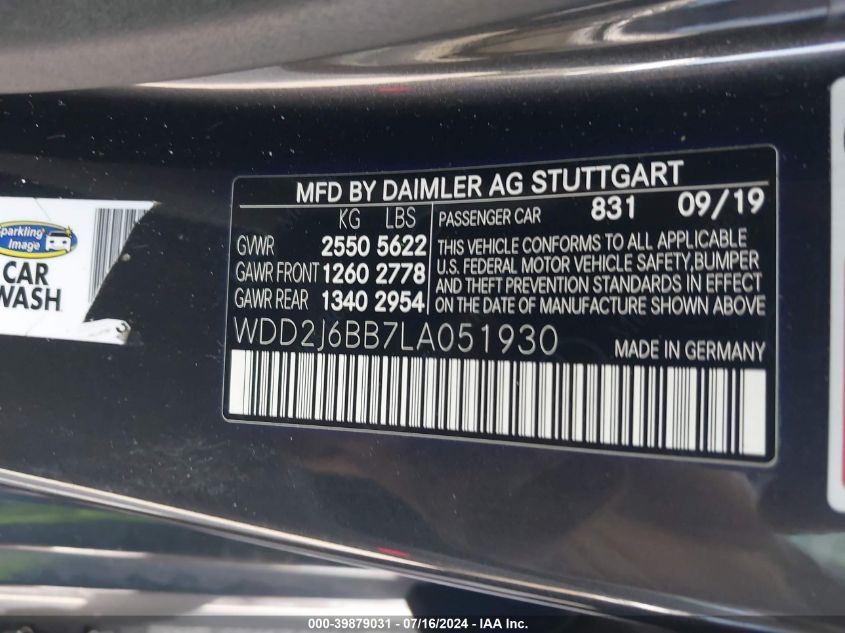 MFD BY DAIMLER AG STUTTGART
KG LBS
GVWR 2550 5622
GAWR FRONT 1260 2778
GAWR REAR 1340 2954
PASSENGER CAR 831 09/19
THIS VEHICLE CONFORMS TO ALL APPLICABLE
U.S. FEDERAL MOTOR VEHICLE SAFETY, BUMPER
AND THEFT PREVENTION STANDARDS IN EFFECT
ON THE DATE OF MANUFACTURE SHOWN ABOVE
WDD2J6BB7LA051930
MADE IN GERMANY
parkling
Image
CAR
WASH
000-39879031 - 07/16/2024 - IAA Inc.